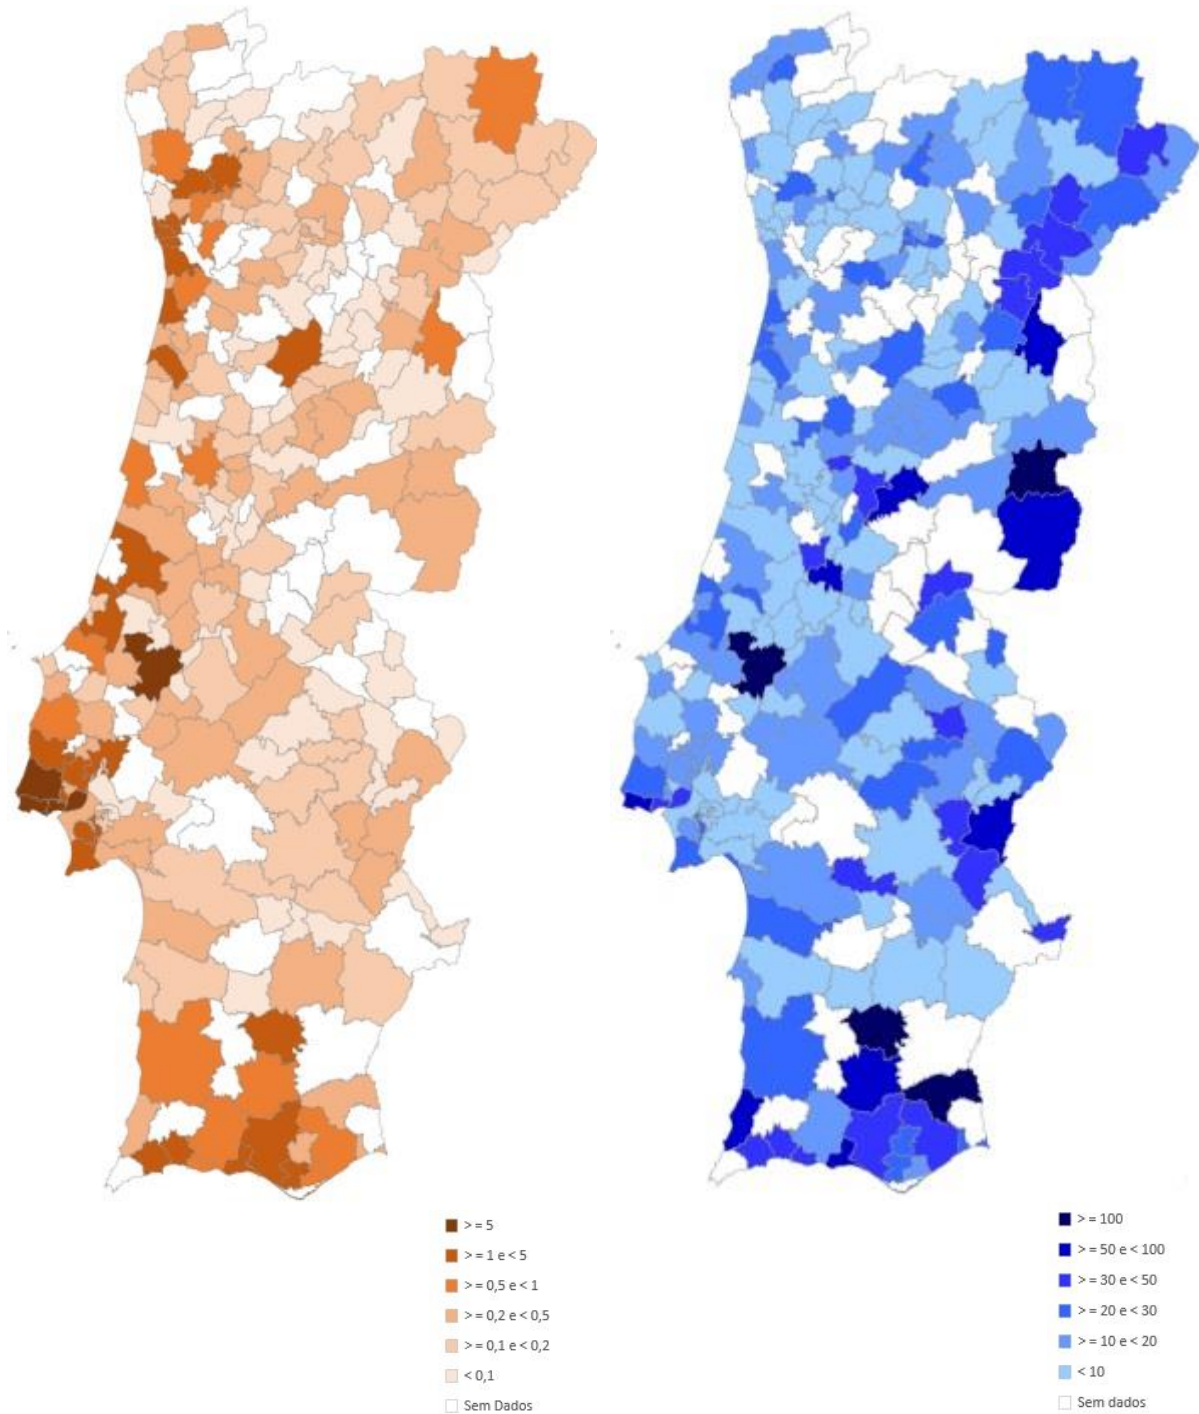 > = 5
> = 1 e < 5
> = 0,5 e < 1
> = 0,2 e < 0,5
> = 0,1 e < 0,2
< 0,1
Sem Dados
> = 100
> = 50 e < 100
> = 30 e < 50
> = 20 e < 30
> = 10 e < 20
< 10
Sem dados